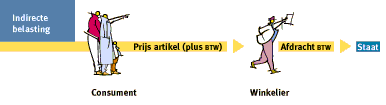 Indirecte
belasting
Prijs artikel (plus BTW)
Afdracht BTW
Staat
Consument
Winkelier